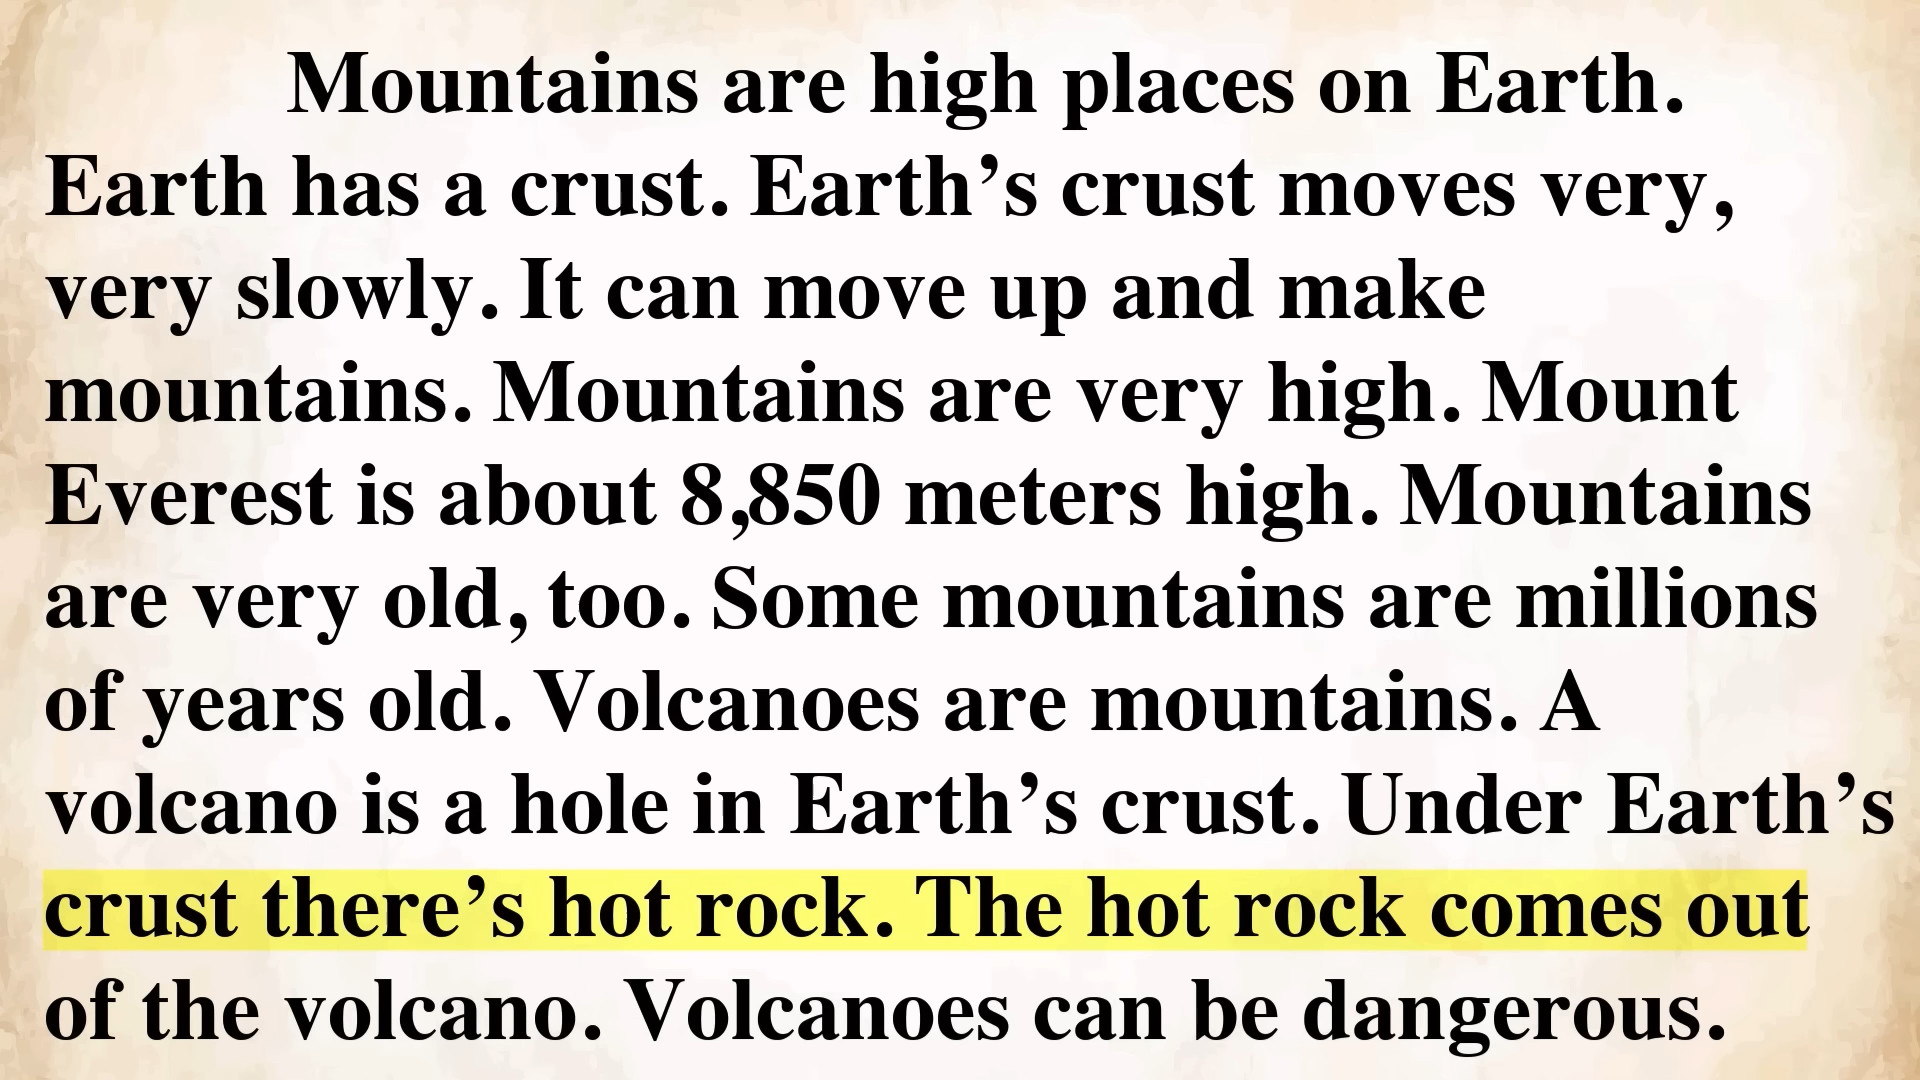 Mountains are high places on Earth.
Earth has a crust. Earth’s crust moves very,
very slowly. It can move up and make
mountains. Mountains are very high. Mount
Everest is about 8,850 meters high. Mountains
are very old, too. Some mountains are millions
of years old. Volcanoes are mountains. A
volcano is a hole in Earth’s crust. Under Earth’s
crust there’s hot rock. The hot rock comes out
of the volcano. Volcanoes can be dangerous.